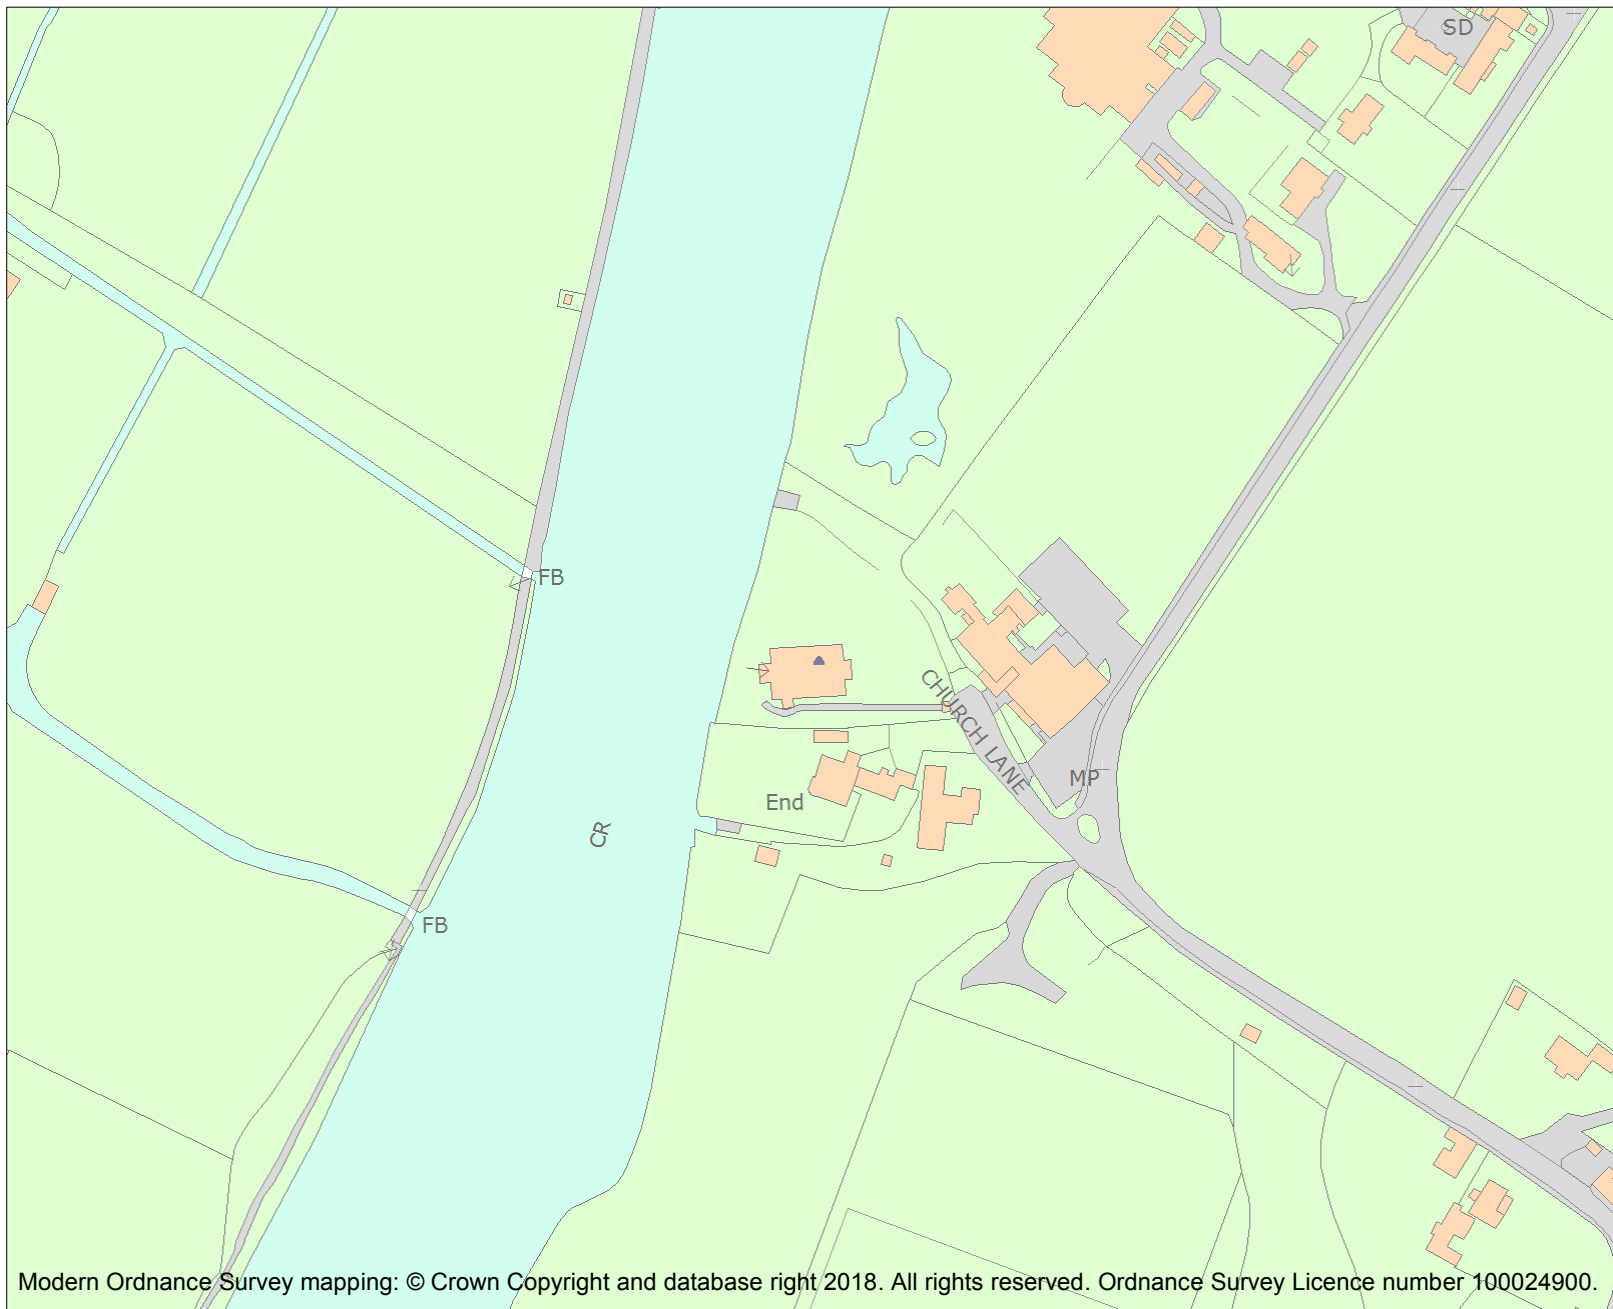 SD
FB
CHURCH LANE
MP
End
CR
FB
Modern Ordnance Survey mapping: © Crown Copyright and database right 2018. All rights reserved. Ordnance Survey Licence number 100024900.